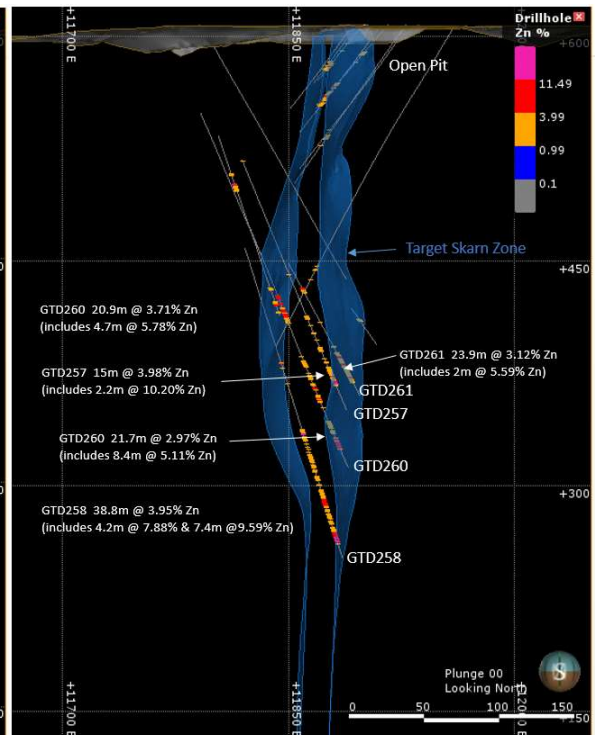 +11700 E
+11850 E
Drillhole
Zn %
+600
11.49
3.99
0.99
0.1
Open Pit
Target Skarn Zone
+450
GTD260 20.9m @ 3.71% Zn
(includes 4.7m @ 5.78% Zn)
GTD261 23.9m @ 3.12% Zn
(includes 2m @ 5.59% Zn)
GTD257 15m @ 3.98% Zn
(includes 2.2m @ 10.20% Zn)
GTD261
GTD257
GTD260 21.7m @ 2.97% Zn
(includes 8.4m @ 5.11% Zn)
GTD260
+300
GTD258 38.8m @ 3.95% Zn
(includes 4.2m @ 7.88% & 7.4m @9.59% Zn)
GTD258
Plunge 00
Looking North
S
+11700 E
+11850 E
0
50
100
150
+150